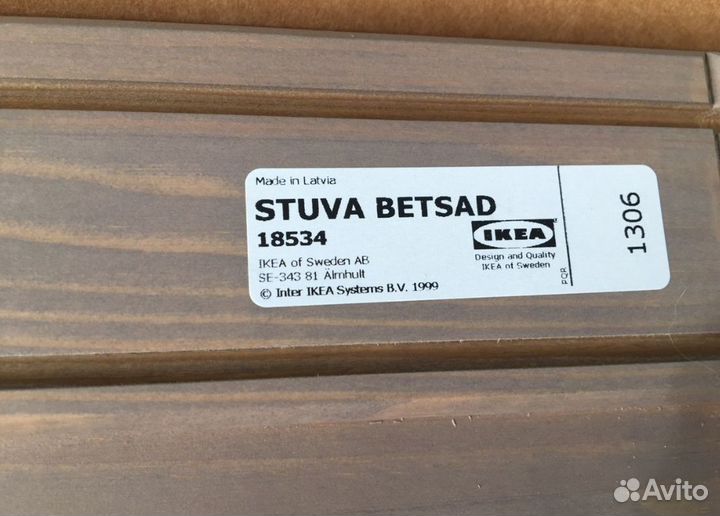 Made in Latvia
STUVA BETSAD
18534
IKEA of Sweden AB
SE-343 81 Älmhult
© Inter IKEA Systems B.V. 1999
IKEA
Design and Quality
IKEA of Sweden
PQR
1306
Avito